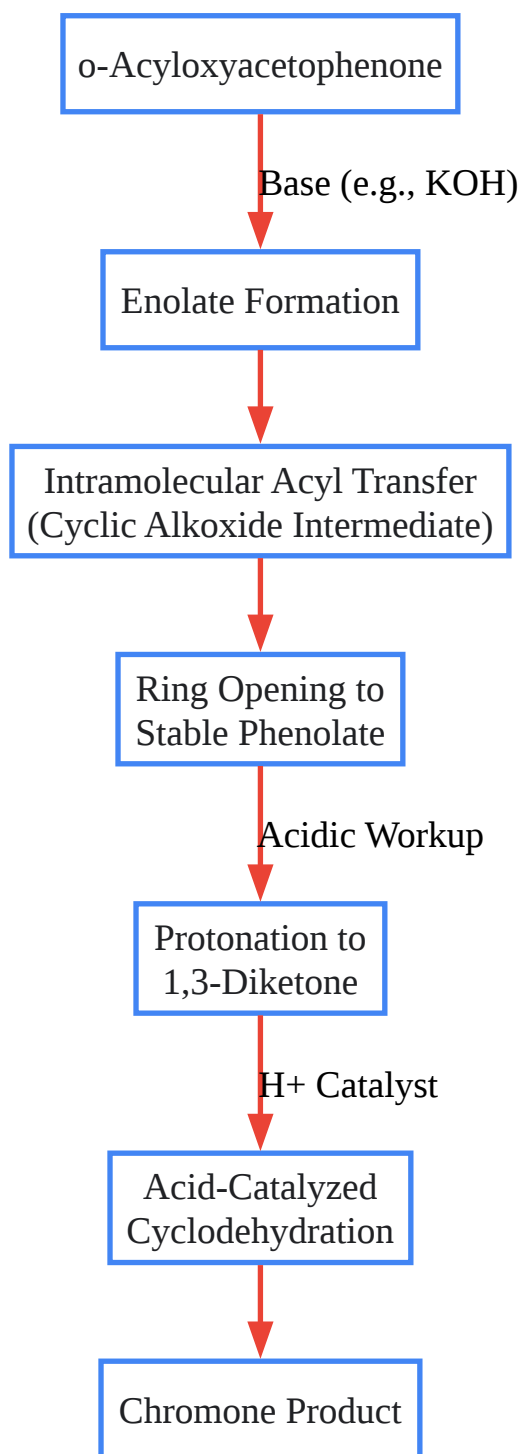 o-Acyloxyacetophenone
Base (e.g., KOH)
Enolate Formation
Intramolecular Acyl Transfer
(Cyclic Alkoxide Intermediate)
Ring Opening to
Stable Phenolate
Acidic Workup
Protonation to
1,3-Diketone
H+ Catalyst
Acid-Catalyzed
Cyclodehydration
Chromone Product